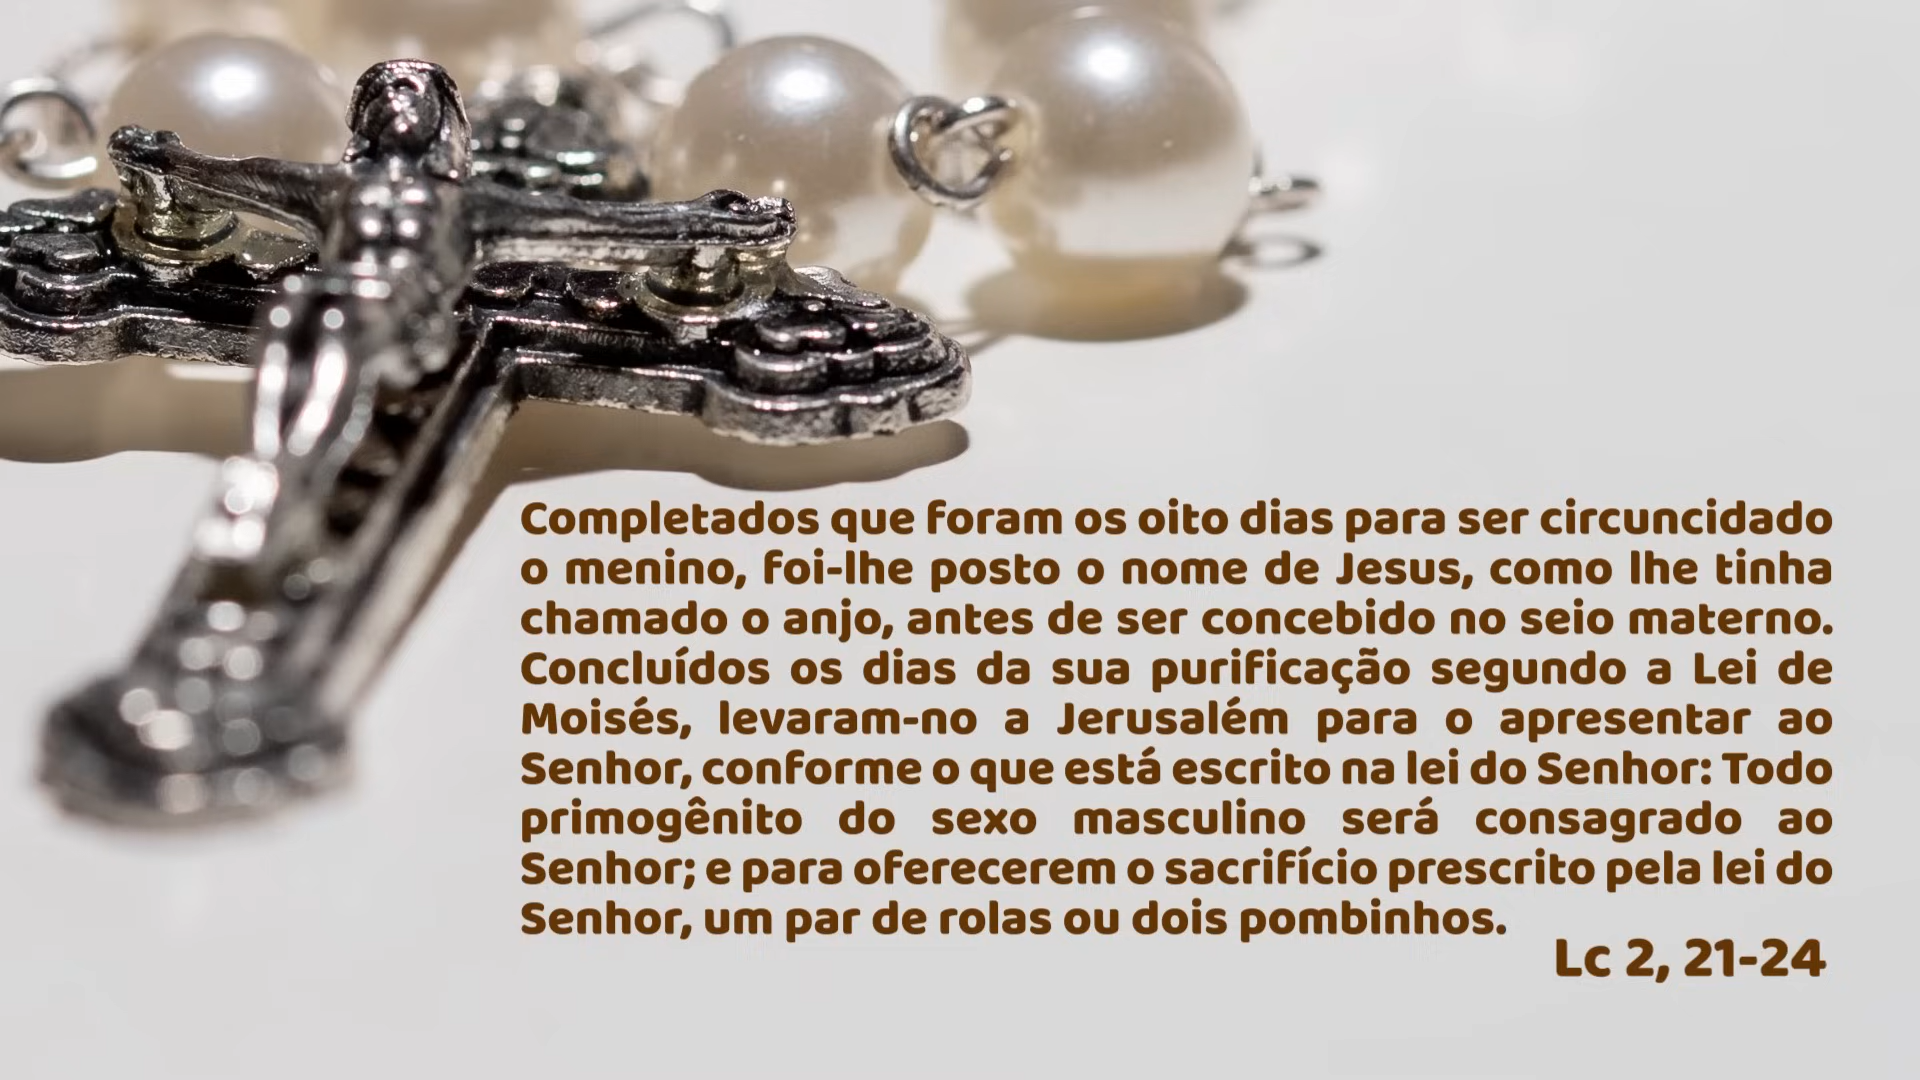 Completados que foram os oito dias para ser circuncidado
o menino, foi-lhe posto o nome de Jesus, como lhe tinha
chamado o anjo, antes de ser concebido no seio materno.
Concluídos os dias da sua purificação segundo a Lei de
Moisés, levaram-no a Jerusalém para o apresentar ao
Senhor, conforme o que está escrito na lei do Senhor: Todo
primogênito do sexo masculino será consagrado ao
Senhor; e para oferecerem o sacrifício prescrito pela lei do
Senhor, um par de rolas ou dois pombinhos.
Lc 2, 21-24